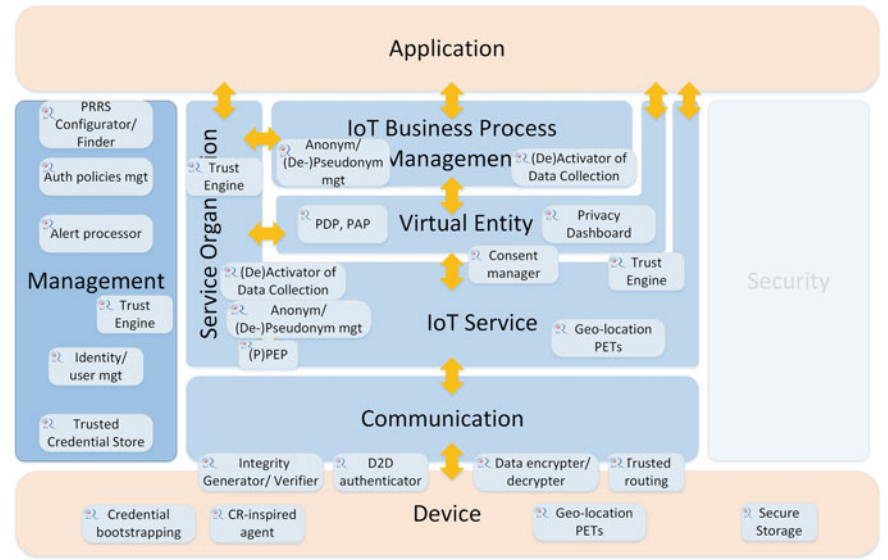 Application
PRRS
Configurator/
Finder
Auth policies mgt
Alert processor
Management
Trust
Engine
Identity/
user mgt
Trusted
Credential Store
Service Organ ion
Trust
Engine
IoT Business Process
Managemen
Anonym/
(De-)Pseudonym
mgt
(De)Activator of
Data Collection
PDP, PAP
Virtual Entity
Privacy
Dashboard
Consent
manager
Trust
Engine
(De)Activator of
Data Collection
Anonym/
(De-)Pseudonym mgt
(P)PEP
IoT Service
Geo-location
PETs
Security
Communication
Integrity
Generator/ Verifier
D2D
authenticator
Data encrypter/
decrypter
Trusted
routing
Device
Credential
bootstrapping
CR-inspired
agent
Geo-location
PETs
Secure
Storage